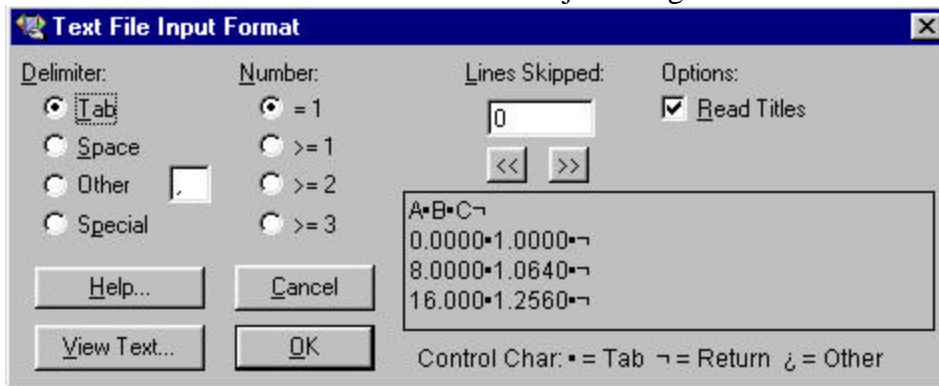 Text File Input Format
Delimiter: Number: Lines Skipped: Options:
Tab = 1 0 Read Titles
Space >= 1 << >>
Other , >= 2
Special >= 3
A▪B▪C¬
0.0000▪1.0000▪¬
8.0000▪1.0640▪¬
16.000▪1.2560▪¬
Help... Cancel
View Text... OK
Control Char: ▪ = Tab ¬ = Return ¿ = Other